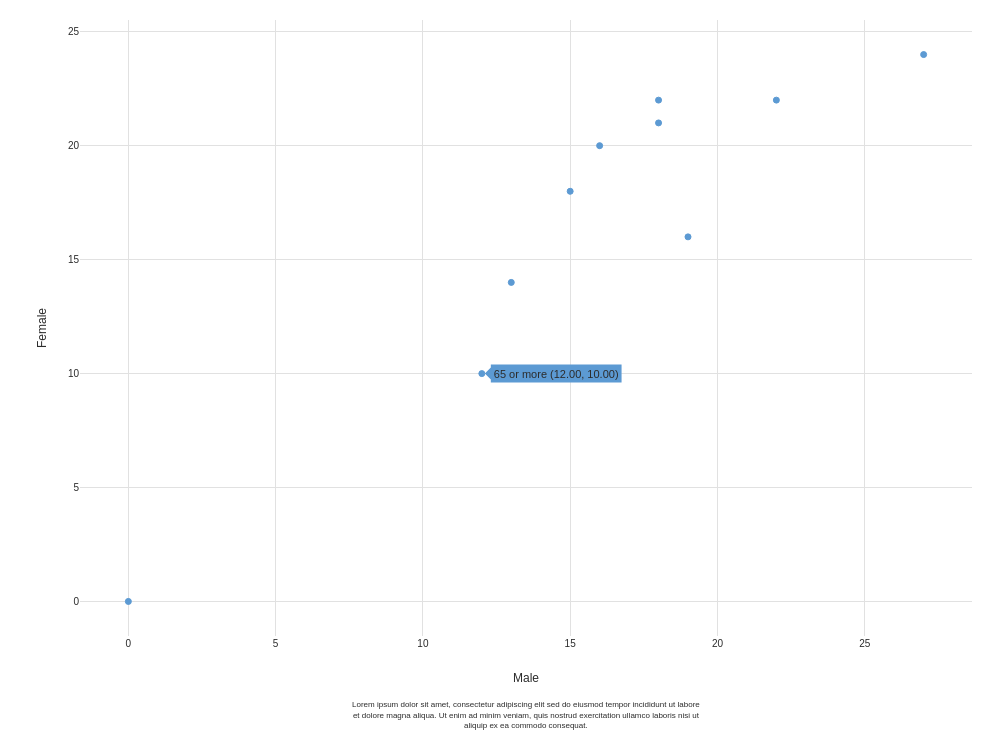 25
20
15
10
5
0
Female
65 or more (12.00, 10.00)
0 5 10 15 20 25
Male
Lorem ipsum dolor sit amet, consectetur adipiscing elit sed do eiusmod tempor incididunt ut labore
et dolore magna aliqua. Ut enim ad minim veniam, quis nostrud exercitation ullamco laboris nisi ut
aliquip ex ea commodo consequat.